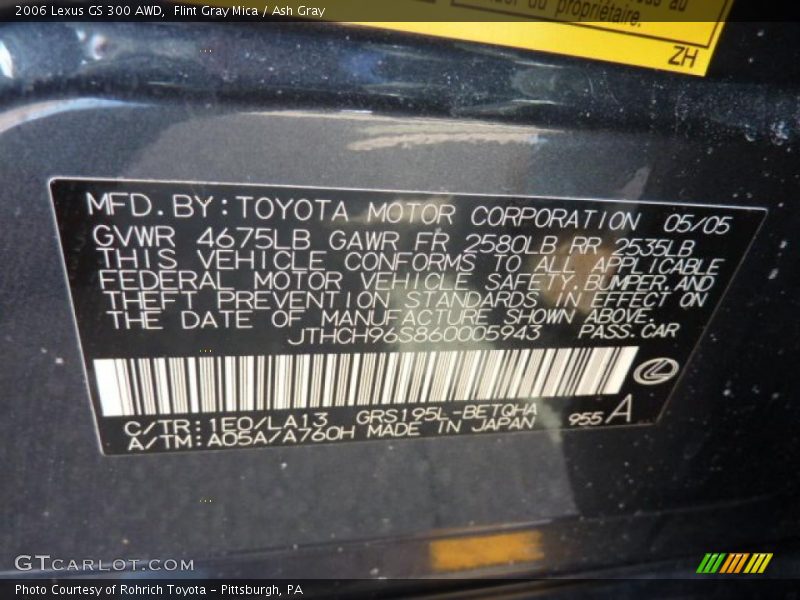 2006 Lexus GS 300 AWD,  Flint Gray Mica / Ash Gray
du propriétaire.
ZH
MFD. BY: TOYOTA MOTOR CORPORATION 05/05
GVWR 4675LB GAWR FR 2580LB RR 2535LB
THIS VEHICLE CONFORMS TO ALL APPLICABLE
FEDERAL MOTOR VEHICLE SAFETY, BUMPER, AND
THEFT PREVENTION STANDARDS IN EFFECT ON
THE DATE OF MANUFACTURE SHOWN ABOVE.
JTHCH96S860005943 PASS. CAR
C/TR: 1E0/LA13 GRS195L-BETQHA 955 A
A/TM: A05A/A760H MADE IN JAPAN
GTCARLOT.COM
Photo Courtesy of Rohrich Toyota - Pittsburgh, PA